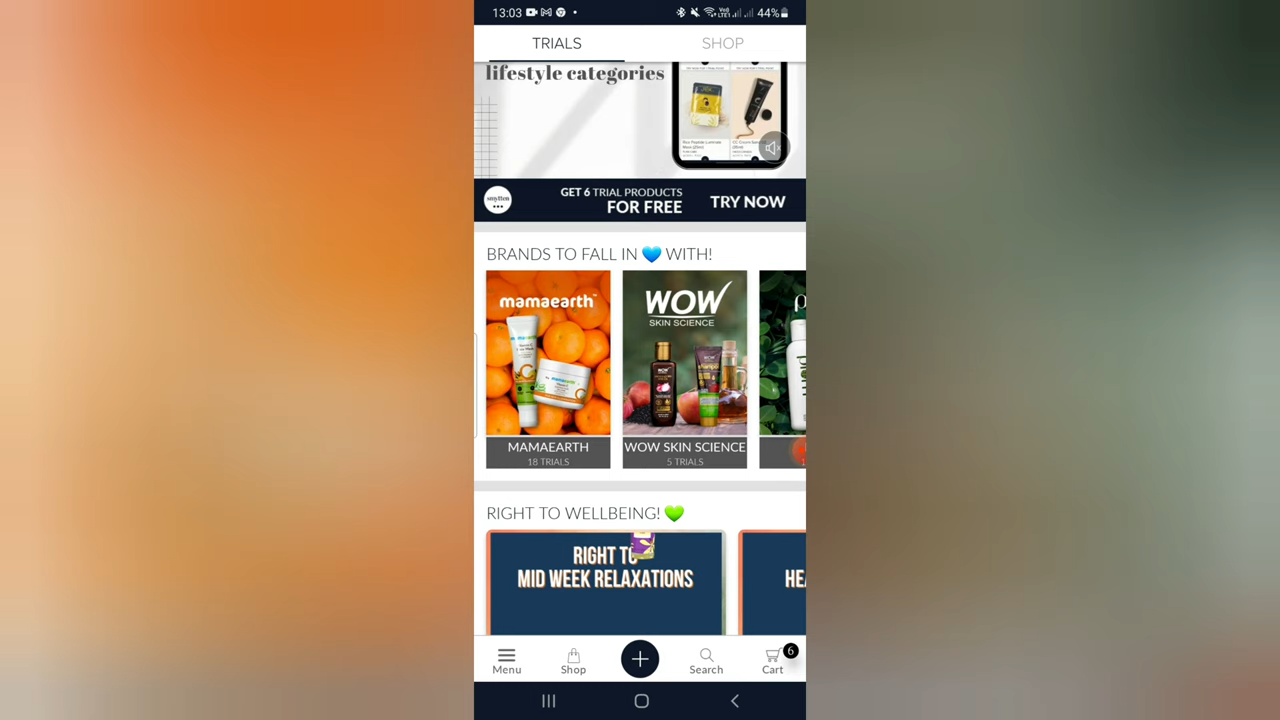 13:03
44%
TRIALS SHOP
lifestyle categories
smytten
GET 6 TRIAL PRODUCTS
FOR FREE
TRY NOW
BRANDS TO FALL IN 💙 WITH!
mamaearth
WOW
SKIN SCIENCE
MAMAEARTH
18 TRIALS
WOW SKIN SCIENCE
5 TRIALS
RIGHT TO WELLBEING! 💚
RIGHT TO
MID WEEK RELAXATIONS
6
Menu Shop Search Cart